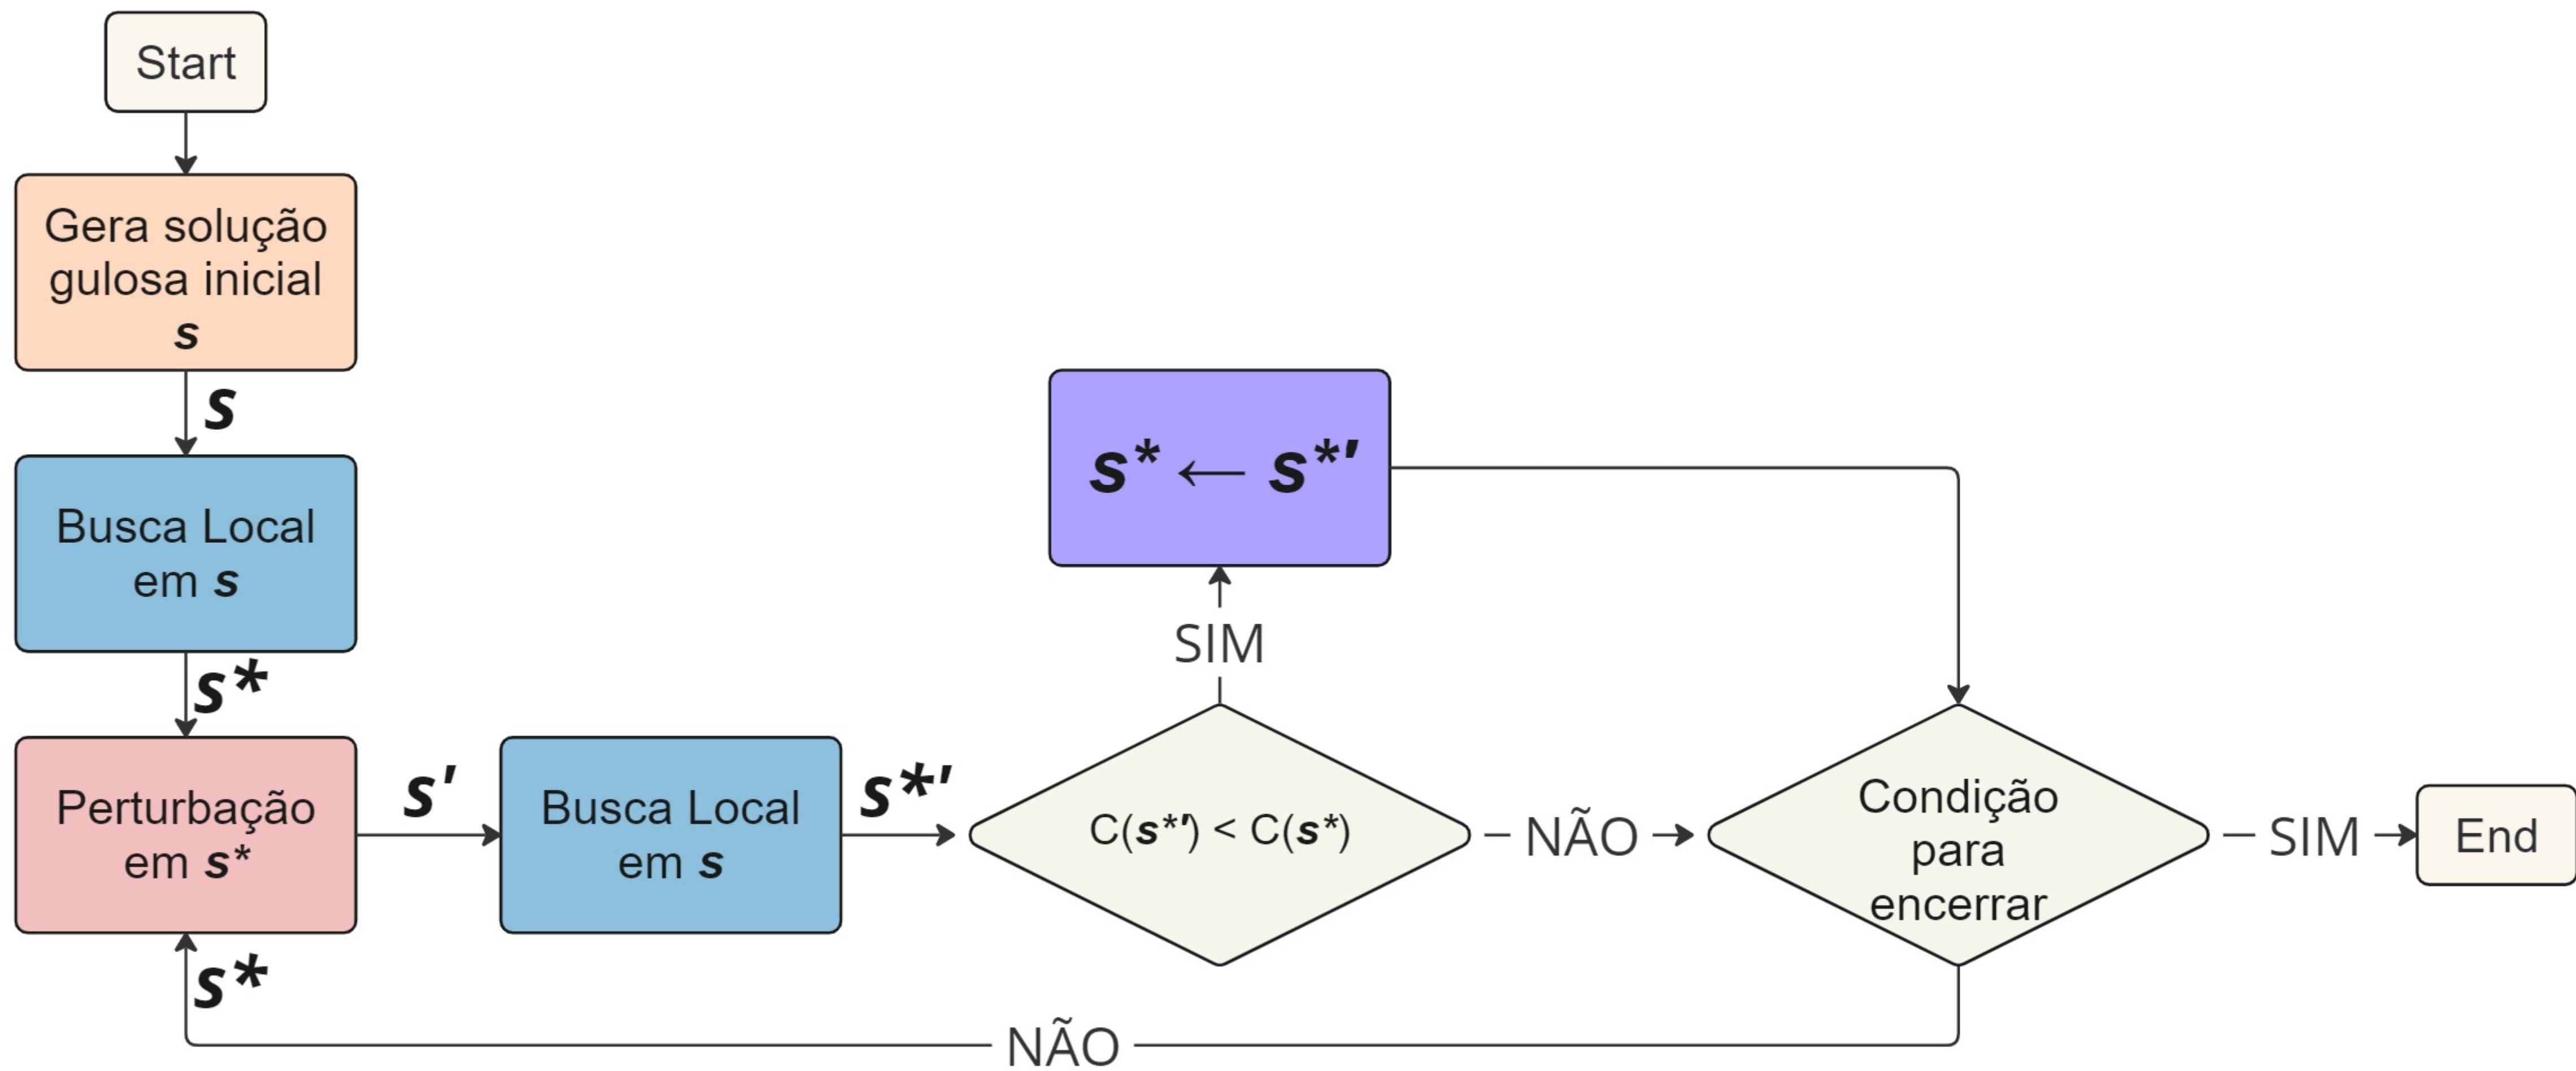 Start
Gera solução
gulosa inicial
s
s
Busca Local
em s
s*
Perturbação
em s*
s'
Busca Local
em s
s*'
C(s*') < C(s*)
SIM
s* ← s*'
NÃO
Condição
para
encerrar
SIM
End
NÃO
s*